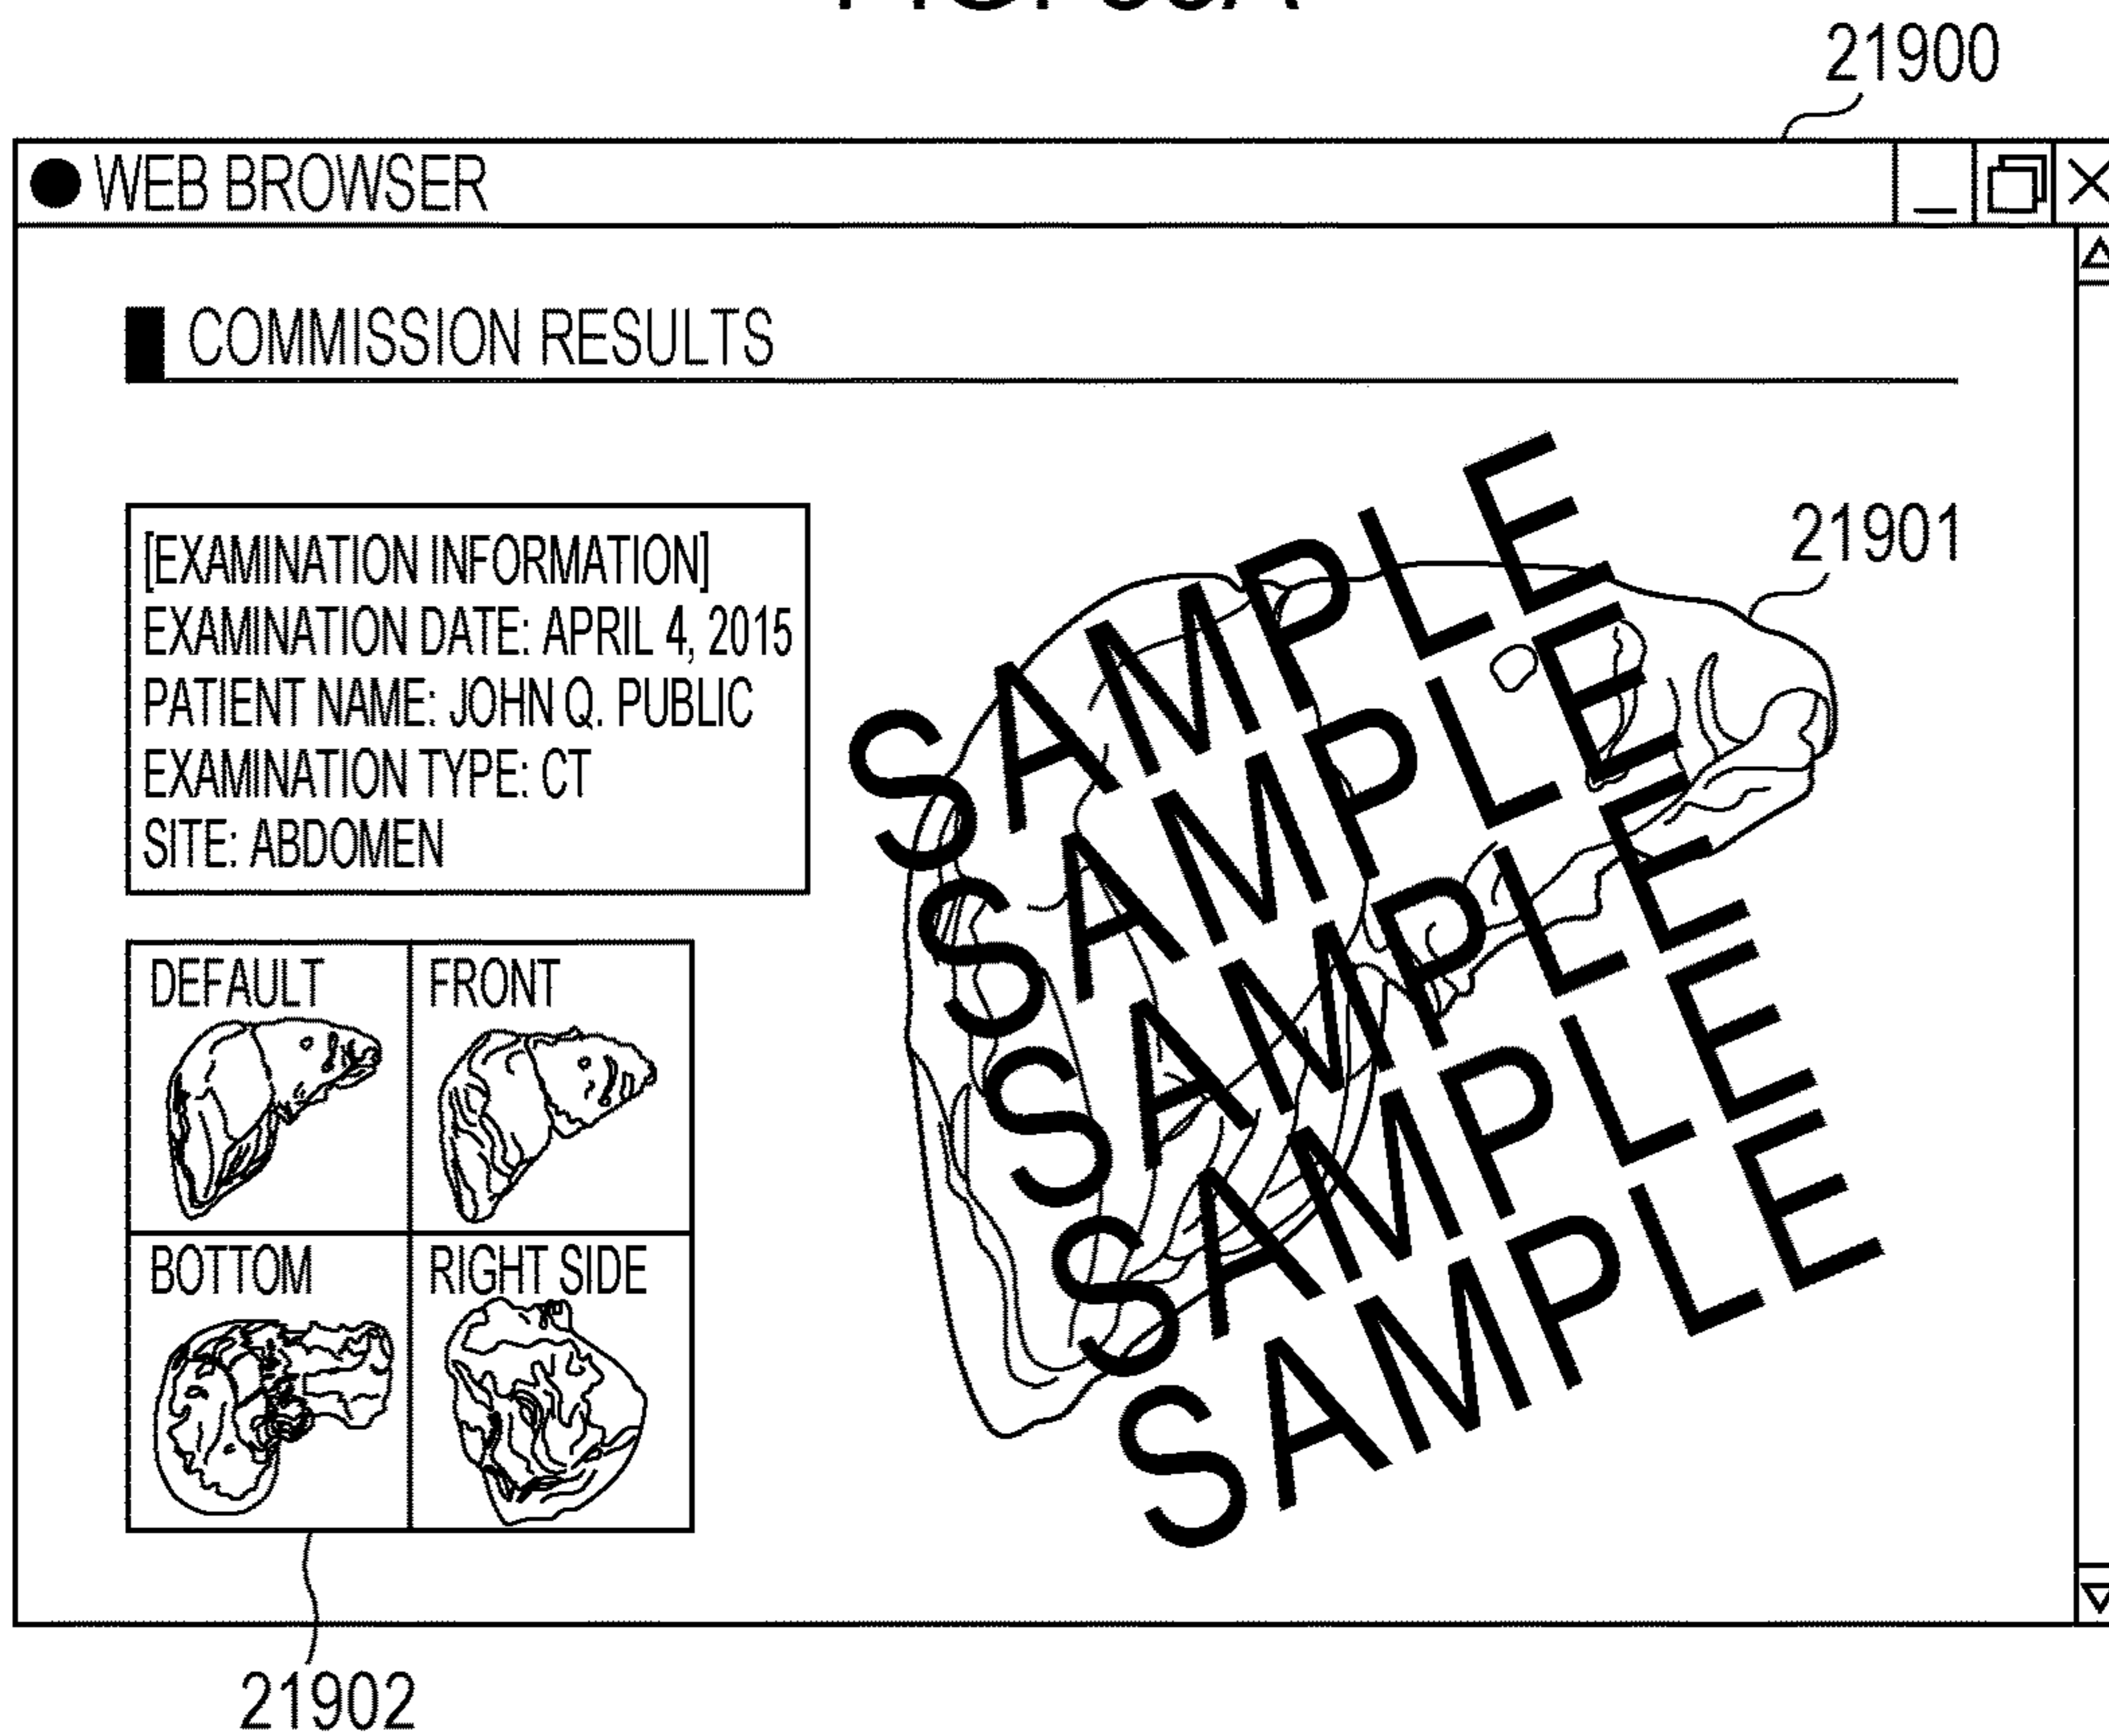 21900
WEB BROWSER
COMMISSION RESULTS
[EXAMINATION INFORMATION]
EXAMINATION DATE: APRIL 4, 2015
PATIENT NAME: JOHN Q. PUBLIC
EXAMINATION TYPE: CT
SITE: ABDOMEN
21901
SAMPLE
SAMPLE
SAMPLE
SAMPLE
SAMPLE
DEFAULT
FRONT
BOTTOM
RIGHT SIDE
21902